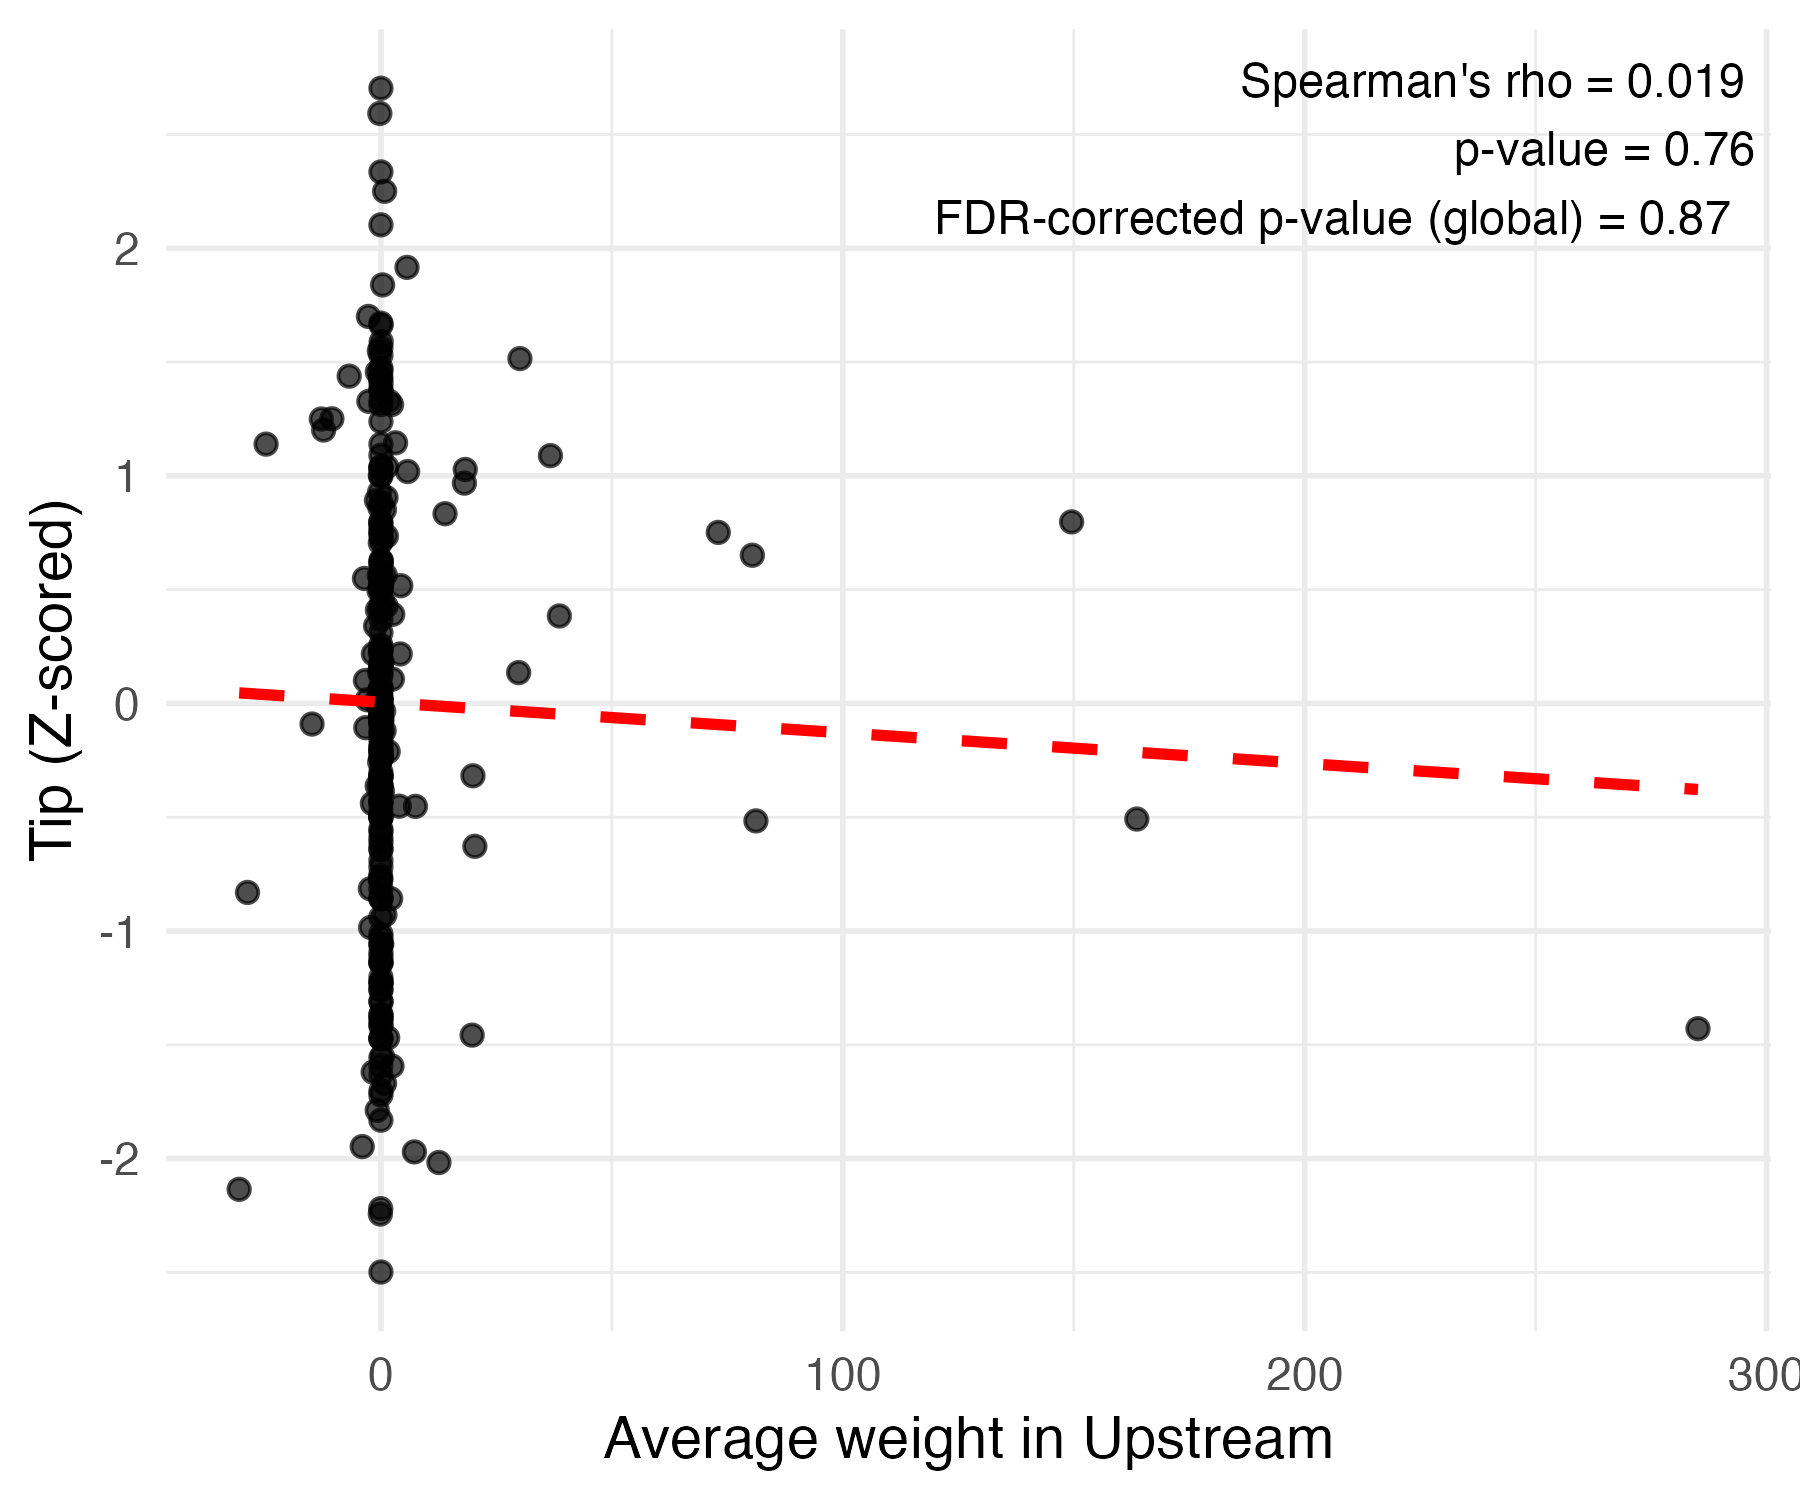 Spearman's rho = 0.019
p-value = 0.76
FDR-corrected p-value (global) = 0.87
2
1
0
-1
-2
Tip (Z-scored)
0 100 200 300
Average weight in Upstream